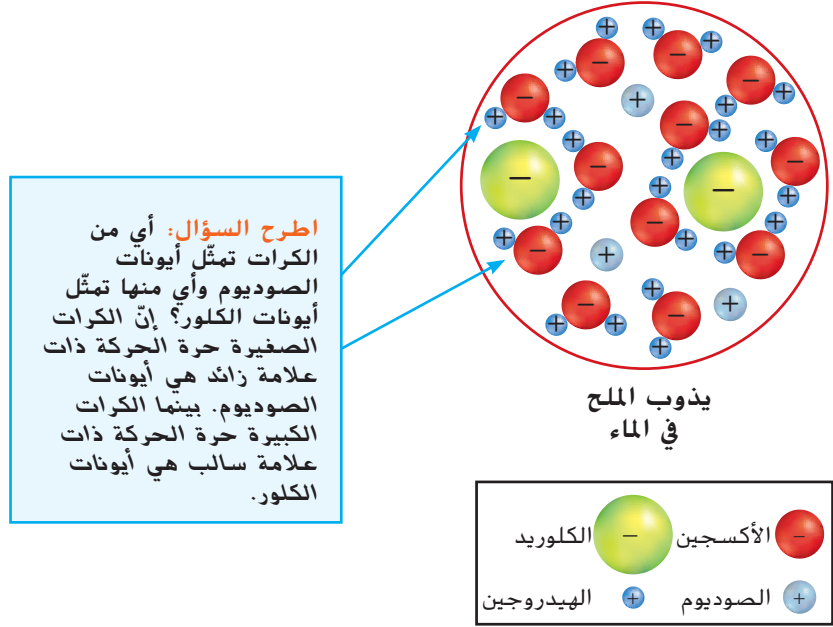 اطرح السؤال: أي من
الكرات تمثّل أيونات
الصوديوم وأي منها تمثّل
أيونات الكلور؟ إنّ الكرات
الصغيرة حرة الحركة ذات
علامة زائد هي أيونات
الصوديوم. بينما الكرات
الكبيرة حرة الحركة ذات
علامة سالب هي أيونات
الكلور.
يذوب الملح
في الماء
الأكسجين
الكلوريد
الصوديوم
الهيدروجين